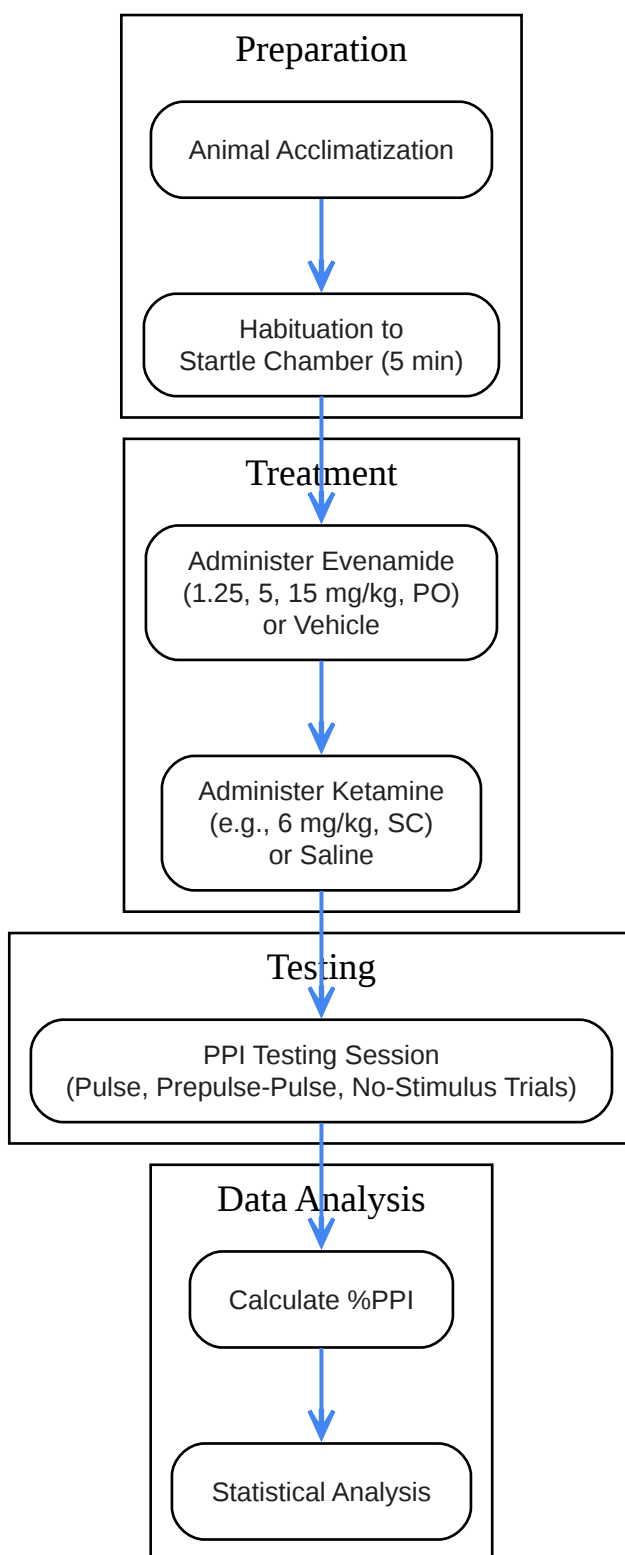 Preparation
Animal Acclimatization
Habituation to
Startle Chamber (5 min)
Treatment
Administer Evenamide
(1.25, 5, 15 mg/kg, PO)
or Vehicle
Administer Ketamine
(e.g., 6 mg/kg, SC)
or Saline
Testing
PPI Testing Session
(Pulse, Prepulse-Pulse, No-Stimulus Trials)
Data Analysis
Calculate %PPI
Statistical Analysis